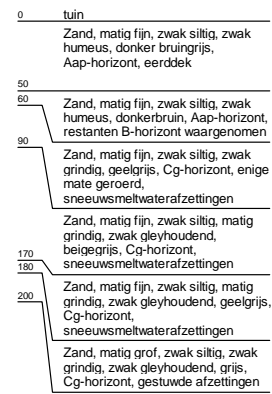 0 tuin
Zand, matig fijn, zwak siltig, zwak
humeus, donker bruingrijs,
Aap-horizont, eerddek
50
60
Zand, matig fijn, zwak siltig, zwak
humeus, donkerbruin, Aap-horizont,
restanten B-horizont waargenomen
90
Zand, matig fijn, zwak siltig, zwak
grindig, geelgrijs, Cg-horizont, enige
mate geroerd,
sneeuwsmeltwaterafzettingen
Zand, matig fijn, zwak siltig, matig
grindig, zwak gleyhoudend,
beigegrijs, Cg-horizont,
170
sneeuwsmeltwaterafzettingen
180
Zand, matig fijn, zwak siltig, matig
grindig, zwak gleyhoudend, geelgrijs,
200
Cg-horizont,
sneeuwsmeltwaterafzettingen
Zand, matig grof, zwak siltig, zwak
grindig, zwak gleyhoudend, grijs,
Cg-horizont, gestuwde afzettingen